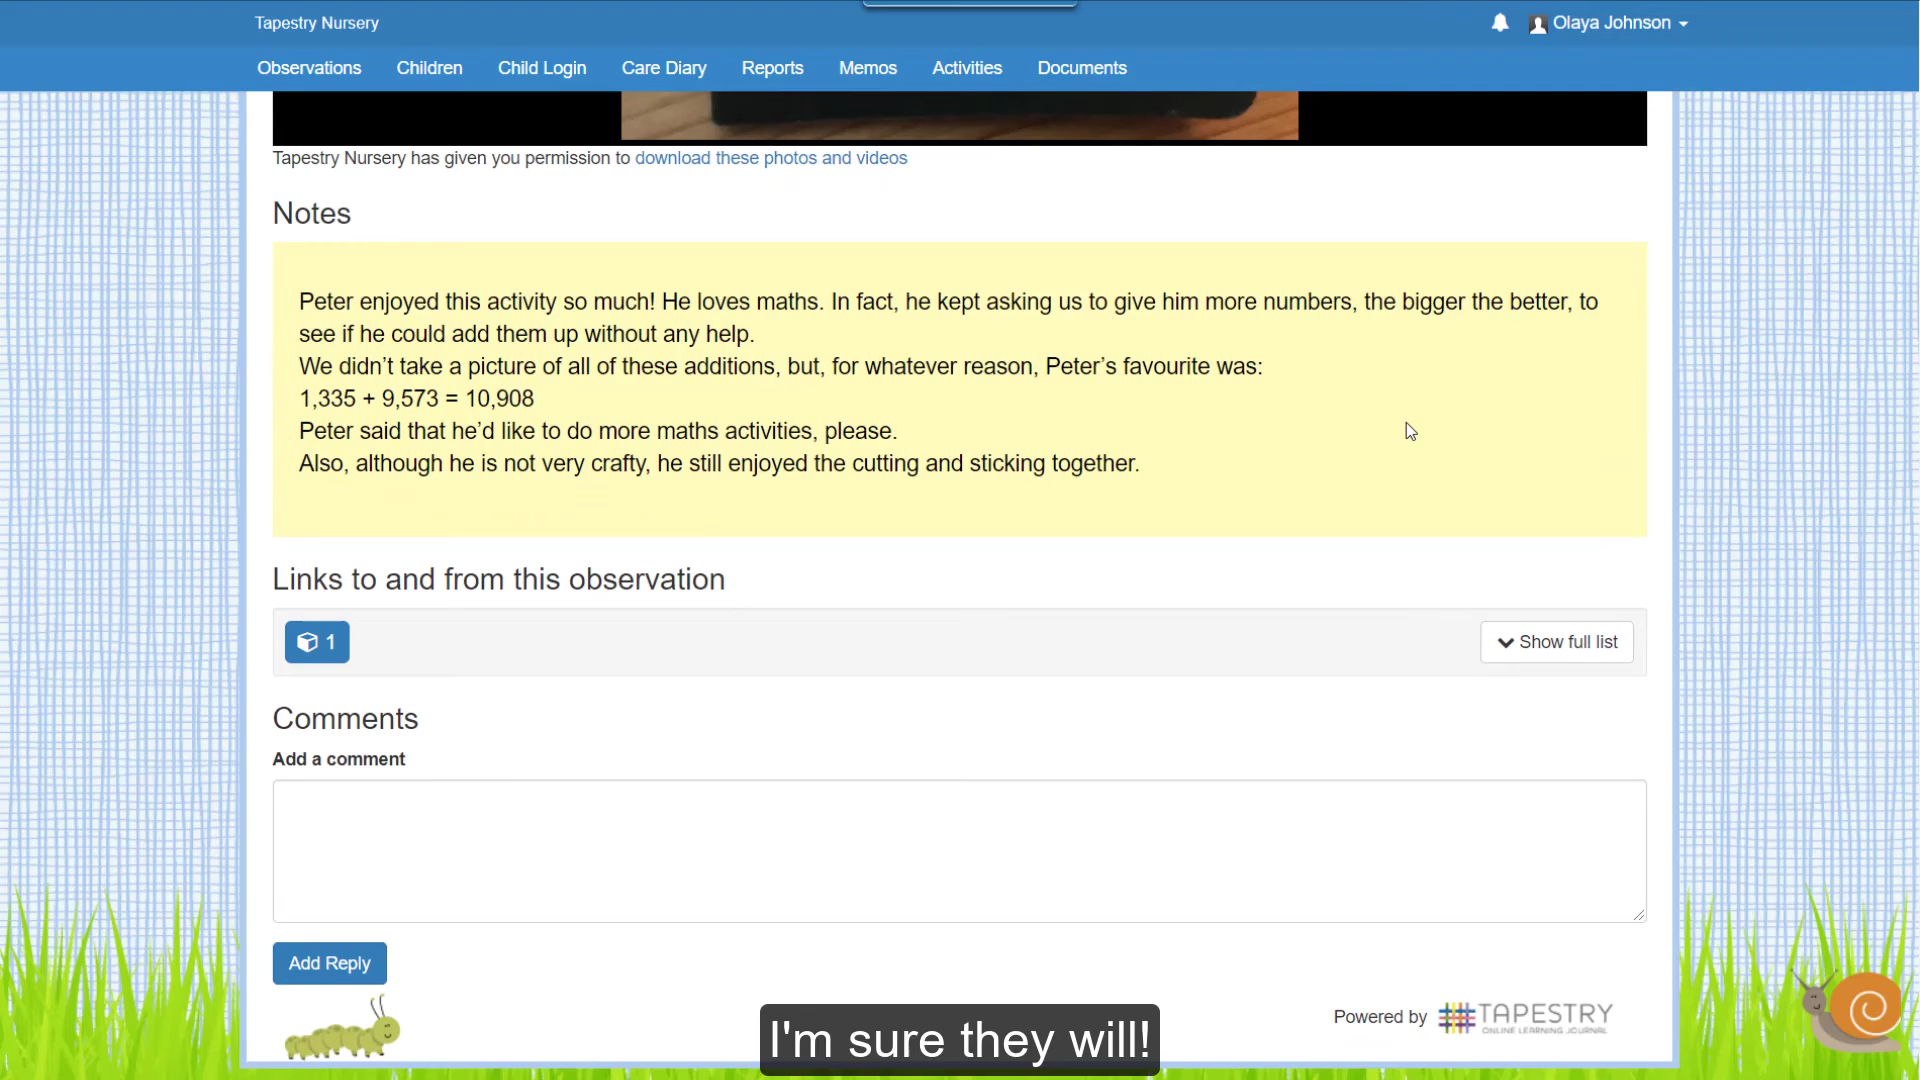 Tapestry Nursery
Olaya Johnson
Observations Children Child Login Care Diary Reports Memos Activities Documents
Tapestry Nursery has given you permission to download these photos and videos
Notes
Peter enjoyed this activity so much! He loves maths. In fact, he kept asking us to give him more numbers, the bigger the better, to
see if he could add them up without any help.
We didn’t take a picture of all of these additions, but, for whatever reason, Peter’s favourite was:
1,335 + 9,573 = 10,908
Peter said that he’d like to do more maths activities, please.
Also, although he is not very crafty, he still enjoyed the cutting and sticking together.
Links to and from this observation
1
Show full list
Comments
Add a comment
Add Reply
Powered by TAPESTRY
ONLINE LEARNING JOURNAL
I'm sure they will!